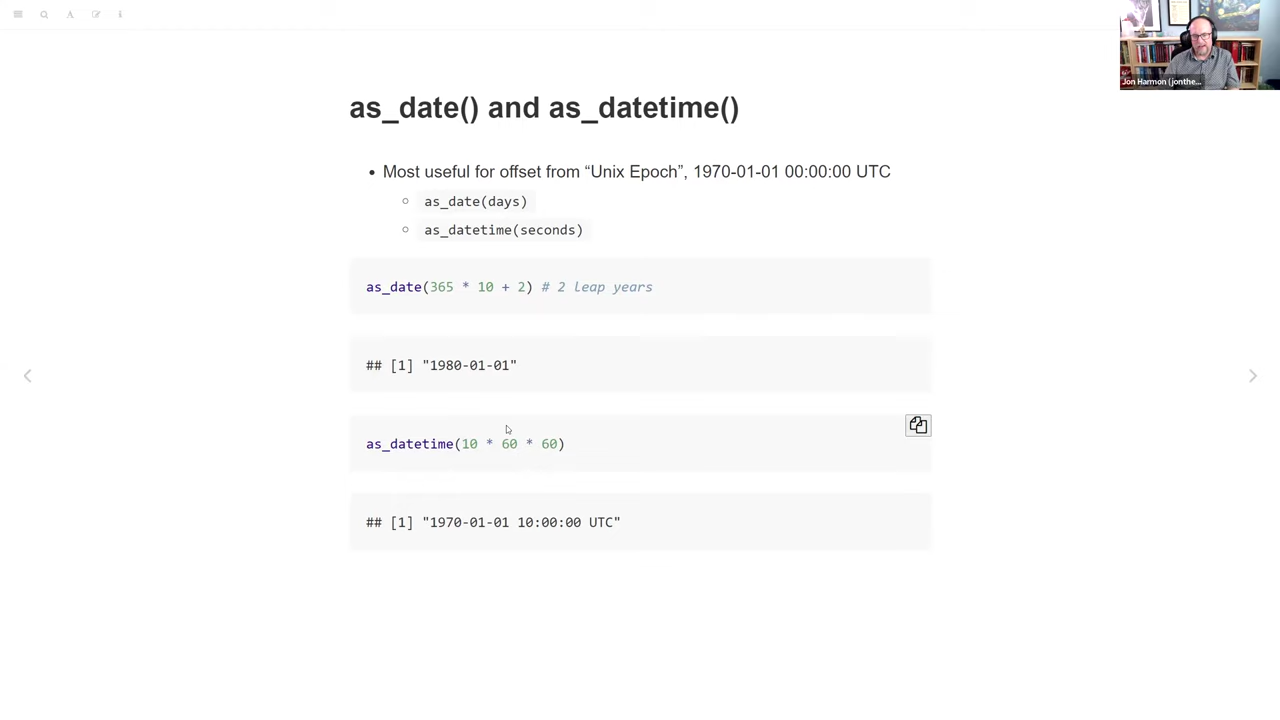 Jon Harmon (jonthe...
as_date() and as_datetime()
• Most useful for offset from “Unix Epoch”, 1970-01-01 00:00:00 UTC
○ as_date(days)
○ as_datetime(seconds)
as_date(365 * 10 + 2) # 2 leap years
## [1] "1980-01-01"
as_datetime(10 * 60 * 60)
## [1] "1970-01-01 10:00:00 UTC"